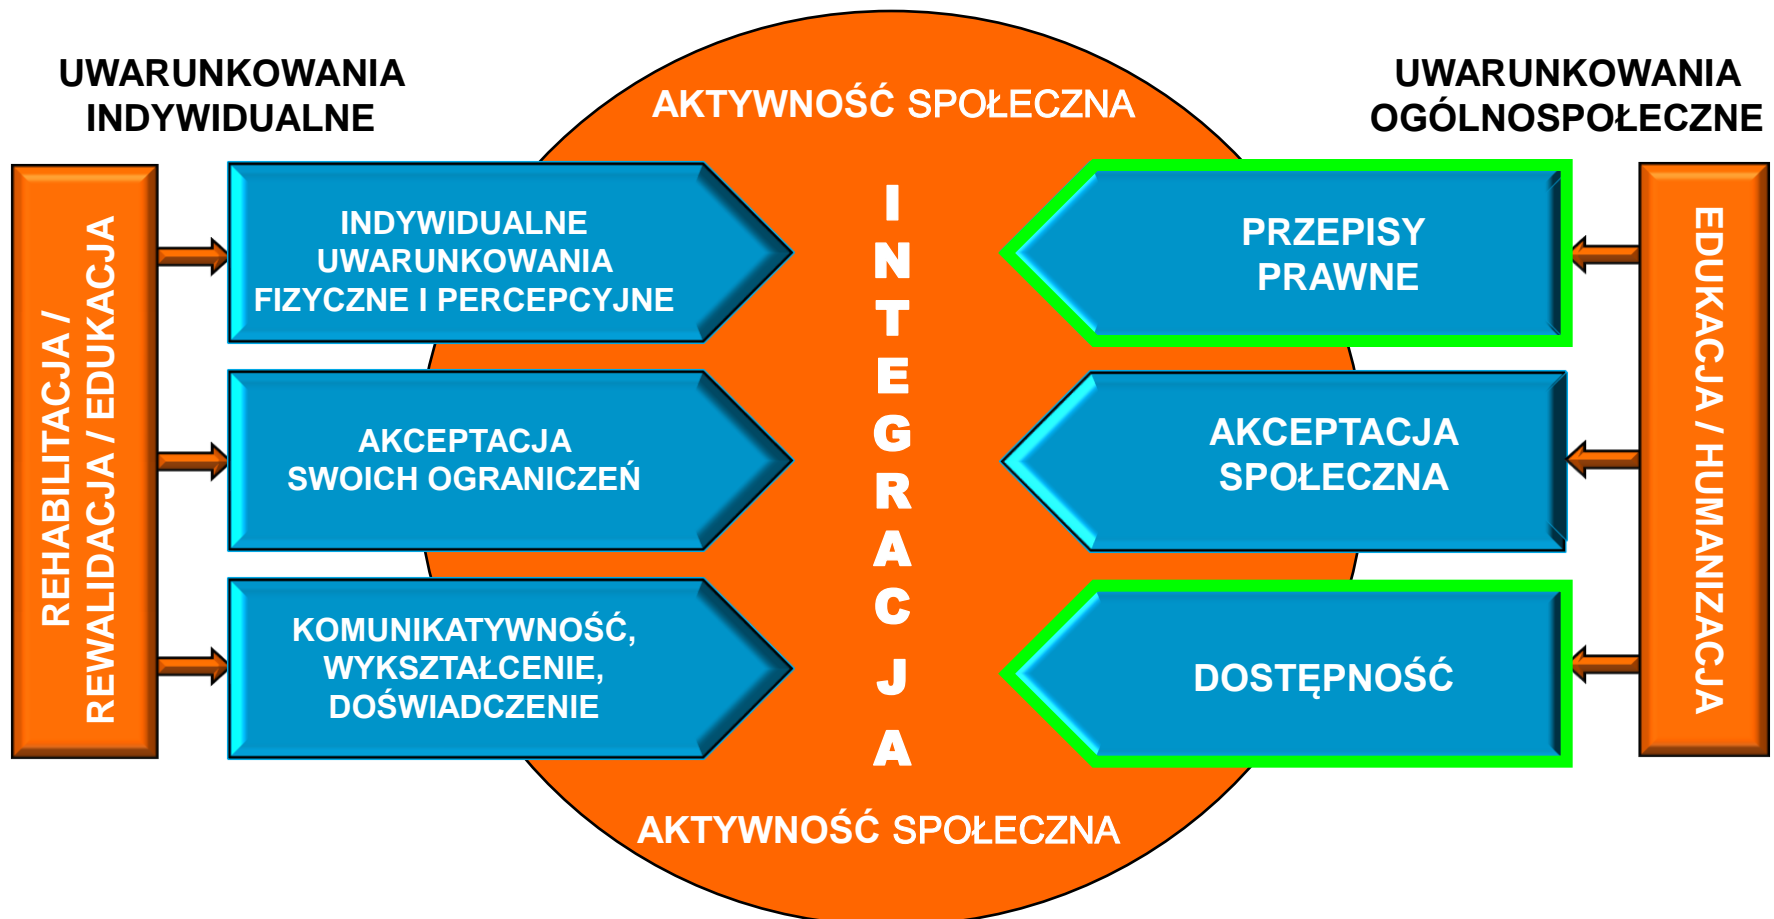 UWARUNKOWANIA
INDYWIDUALNE
REHABILITACJA /
REWALIDACJA / EDUKACJA
INDYWIDUALNE
UWARUNKOWANIA
FIZYCZNE I PERCEPCYJNE
AKCEPTACJA
SWOICH OGRANICZEŃ
KOMUNIKATYWNOŚĆ,
WYKSZTAŁCENIE,
DOŚWIADCZENIE
AKTYWNOŚĆ SPOŁECZNA
I
N
T
E
G
R
A
C
J
A
AKTYWNOŚĆ SPOŁECZNA
UWARUNKOWANIA
OGÓLNOSPOŁECZNE
PRZEPISY
PRAWNE
AKCEPTACJA
SPOŁECZNA
DOSTĘPNOŚĆ
EDUKACJA / HUMANIZACJA